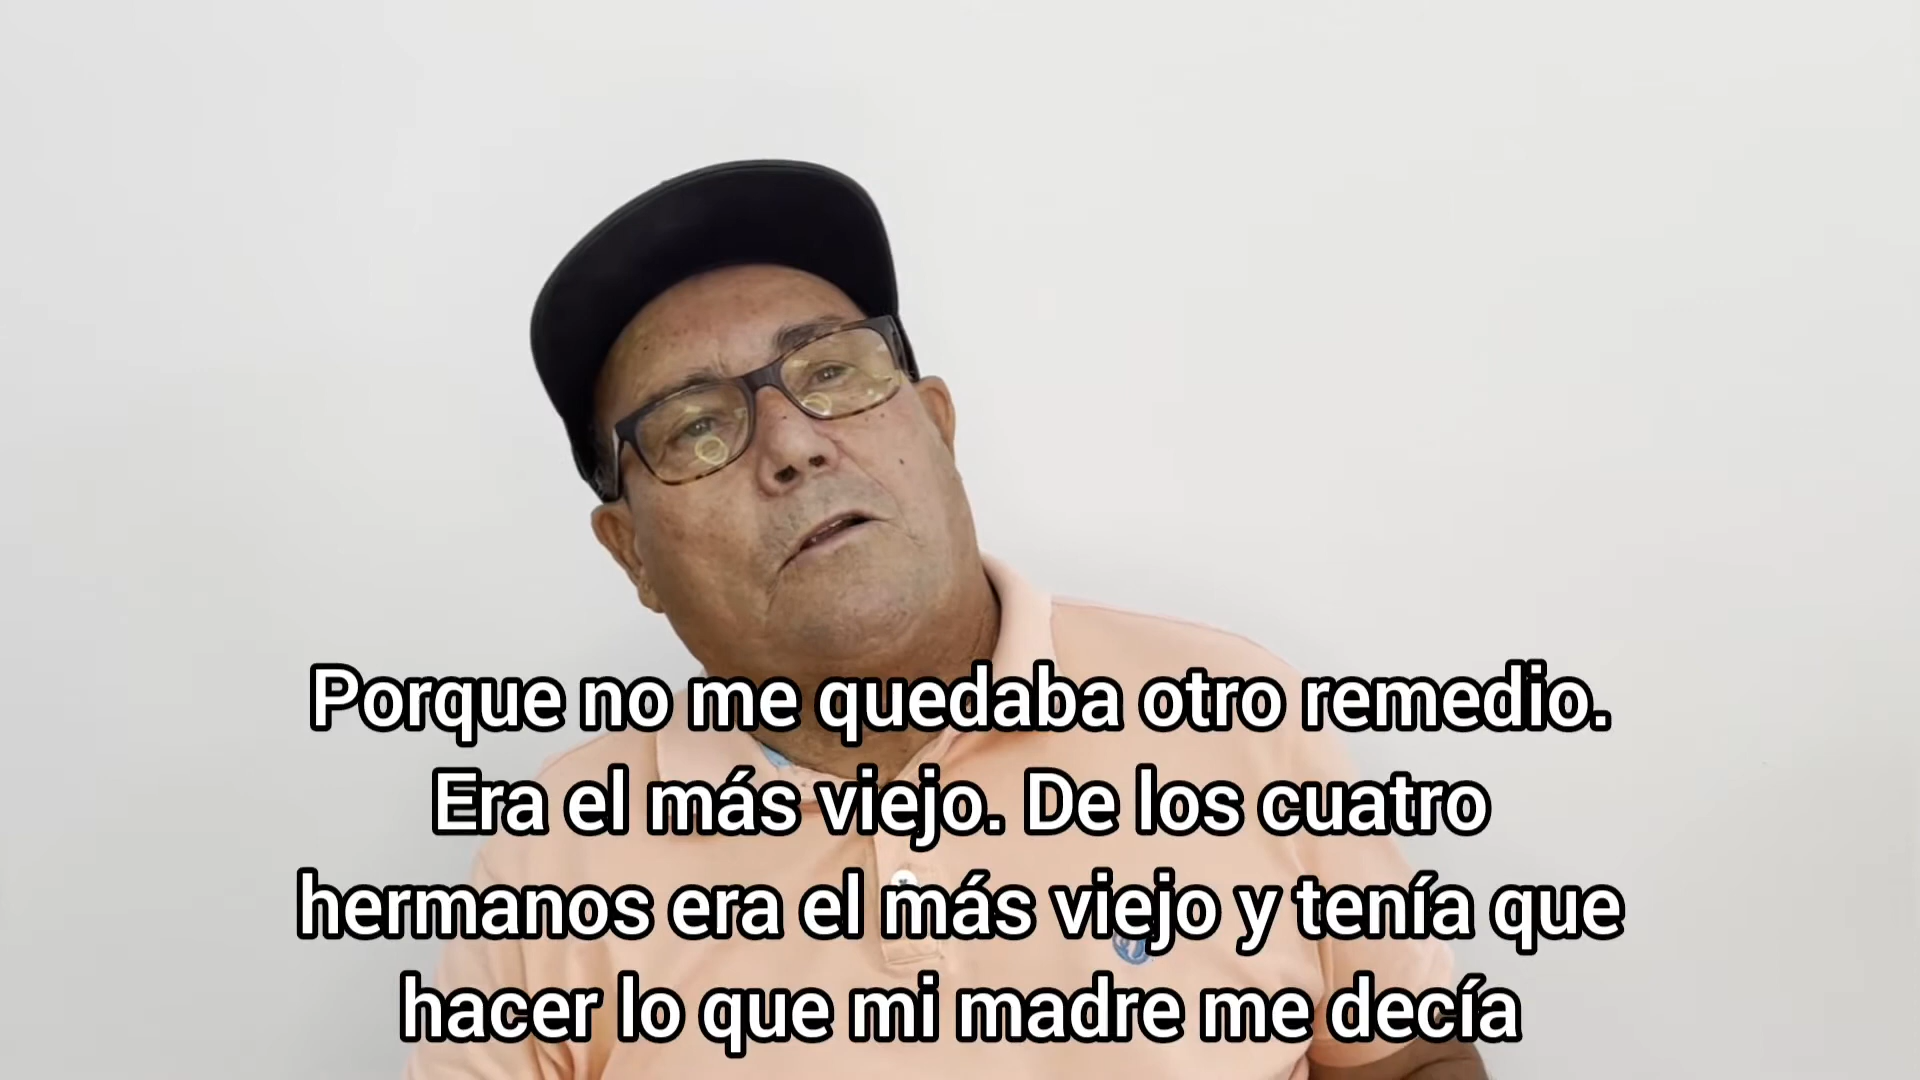 Porque no me quedaba otro remedio.
Era el más viejo. De los cuatro
hermanos era el más viejo y tenía que
hacer lo que mi madre me decía